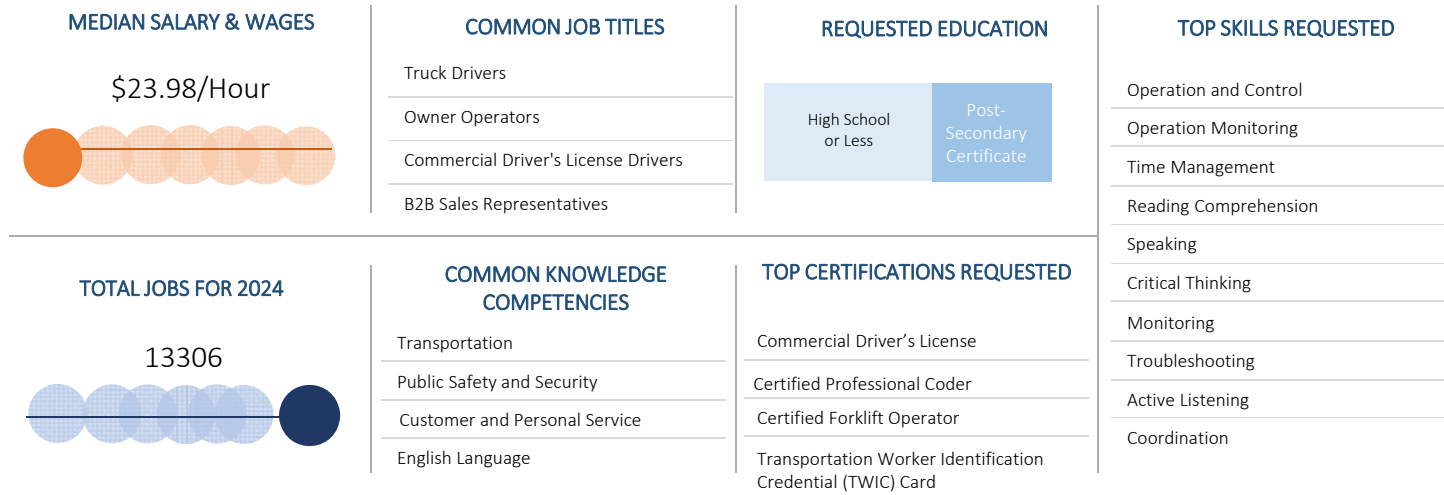 MEDIAN SALARY & WAGES
$23.98/Hour
COMMON JOB TITLES
Truck Drivers
Owner Operators
Commercial Driver's License Drivers
B2B Sales Representatives
REQUESTED EDUCATION
High School
or Less
Post-
Secondary
Certificate
TOP SKILLS REQUESTED
Operation and Control
Operation Monitoring
Time Management
Reading Comprehension
Speaking
Critical Thinking
Monitoring
Troubleshooting
Active Listening
Coordination
TOTAL JOBS FOR 2024
13306
COMMON KNOWLEDGE
COMPETENCIES
Transportation
Public Safety and Security
Customer and Personal Service
English Language
TOP CERTIFICATIONS REQUESTED
Commercial Driver’s License
Certified Professional Coder
Certified Forklift Operator
Transportation Worker Identification
Credential (TWIC) Card